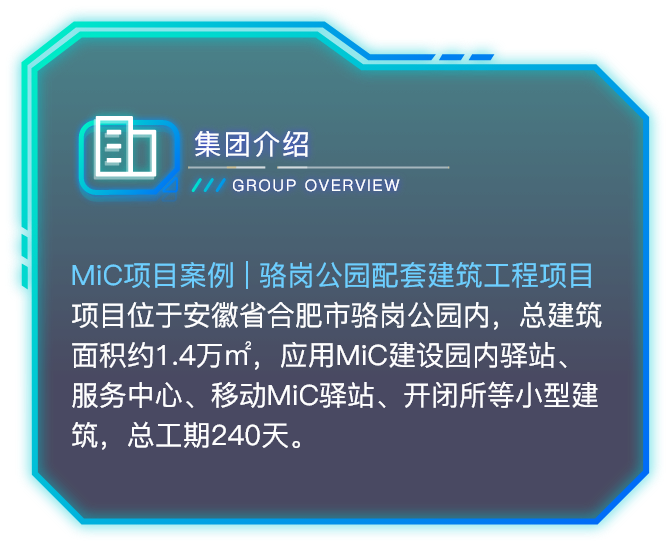 集团介绍
GROUP OVERVIEW
MiC项目案例 | 骆岗公园配套建筑工程项目
项目位于安徽省合肥市骆岗公园内，总建筑
面积约1.4万㎡，应用MiC建设园内驿站、
服务中心、移动MiC驿站、开闭所等小型建
筑，总工期240天。